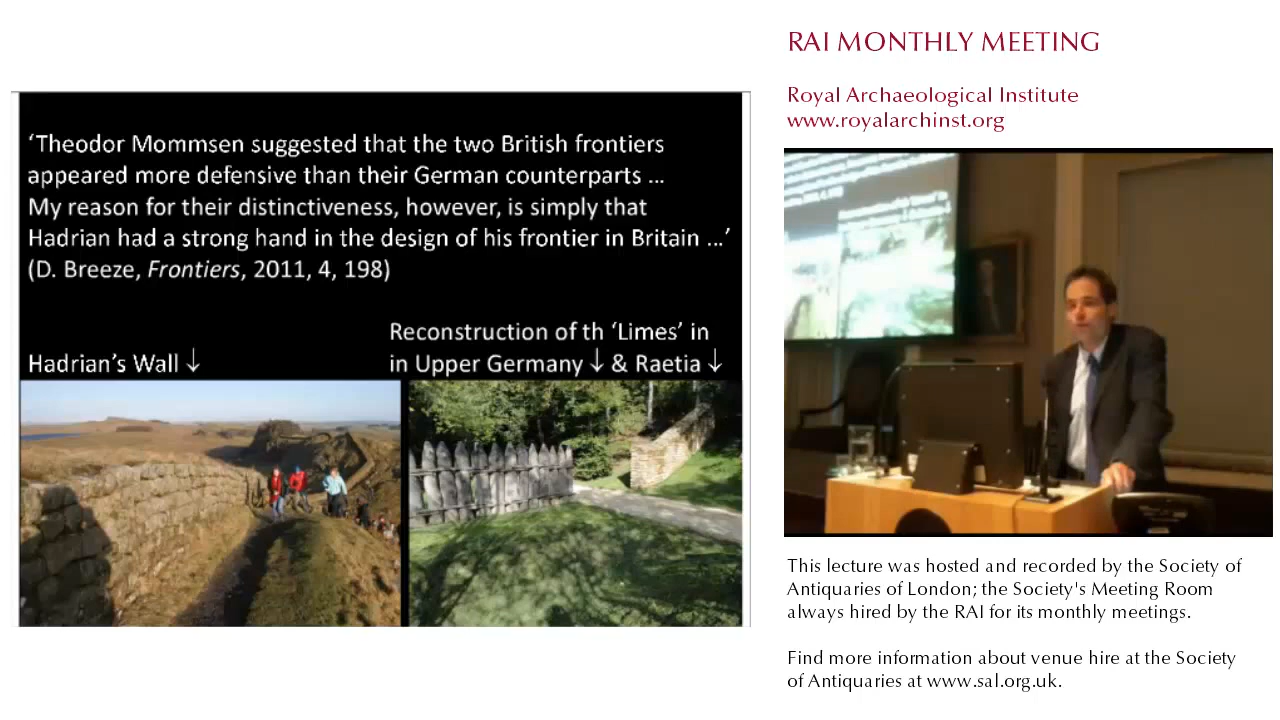 ‘Theodor Mommsen suggested that the two British frontiers
appeared more defensive than their German counterparts ...
My reason for their distinctiveness, however, is simply that
Hadrian had a strong hand in the design of his frontier in Britain ...’
(D. Breeze, Frontiers, 2011, 4, 198)
Hadrian’s Wall ↓
Reconstruction of th ‘Limes’ in
in Upper Germany ↓ & Raetia ↓
RAI MONTHLY MEETING
Royal Archaeological Institute
www.royalarchinst.org
This lecture was hosted and recorded by the Society of
Antiquaries of London; the Society's Meeting Room
always hired by the RAI for its monthly meetings.
Find more information about venue hire at the Society
of Antiquaries at www.sal.org.uk.